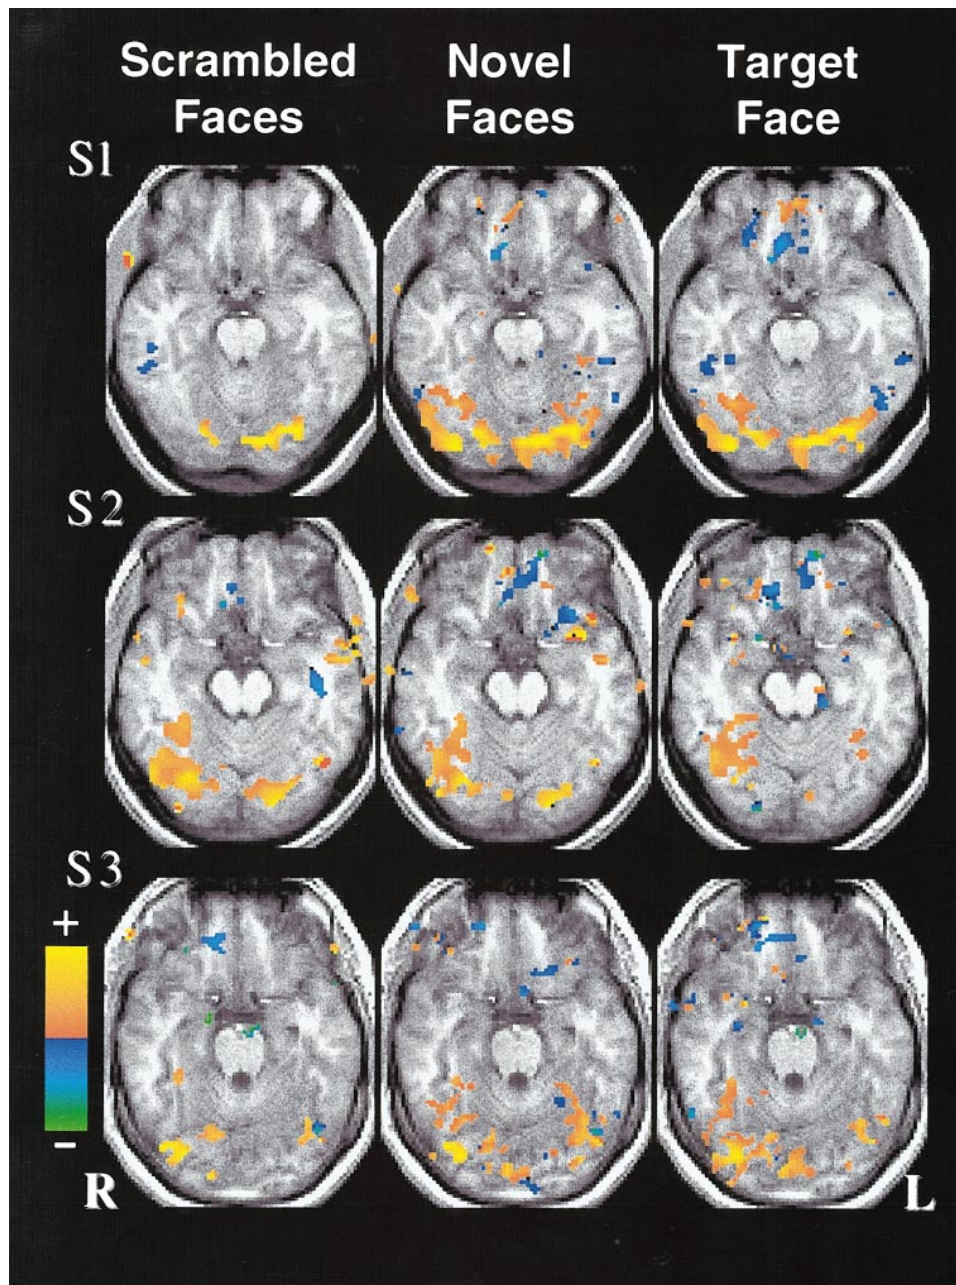 Scrambled Faces
Novel Faces
Target Face
S1
S2
S3
+
−
R
L